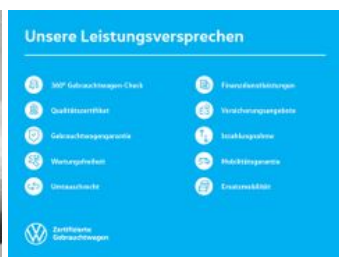 Unsere Leistungsversprechen
360° Gebrauchtwagen-Check
Qualitätszertifikat
Gebrauchtwagengarantie
Wartungsfreiheit
Umtauschrecht
Finanzdienstleistungen
Versicherungsangebote
Inzahlungnahme
Mobilitätsgarantie
Ersatzmobilität
Zertifizierte
Gebrauchtwagen